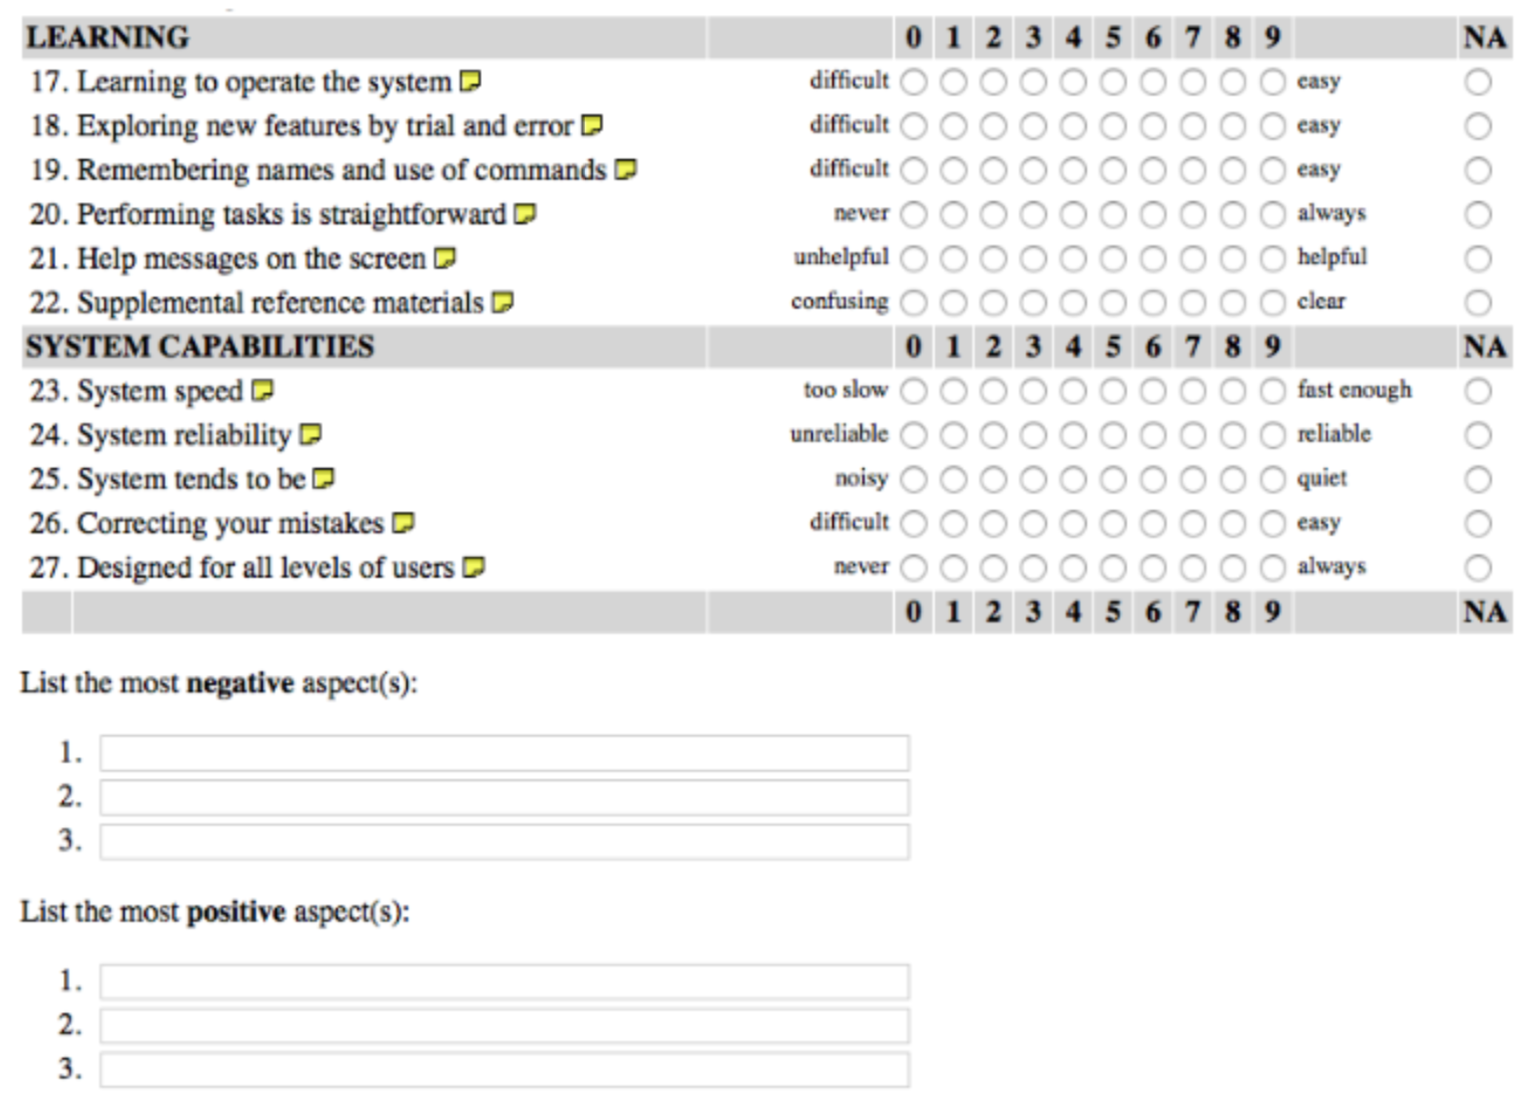 LEARNING 0 1 2 3 4 5 6 7 8 9 NA
17. Learning to operate the system difficult easy
18. Exploring new features by trial and error difficult easy
19. Remembering names and use of commands difficult easy
20. Performing tasks is straightforward never always
21. Help messages on the screen unhelpful helpful
22. Supplemental reference materials confusing clear
SYSTEM CAPABILITIES 0 1 2 3 4 5 6 7 8 9 NA
23. System speed too slow fast enough
24. System reliability unreliable reliable
25. System tends to be noisy quiet
26. Correcting your mistakes difficult easy
27. Designed for all levels of users never always
0 1 2 3 4 5 6 7 8 9 NA
List the most negative aspect(s):
1.
2.
3.
List the most positive aspect(s):
1.
2.
3.